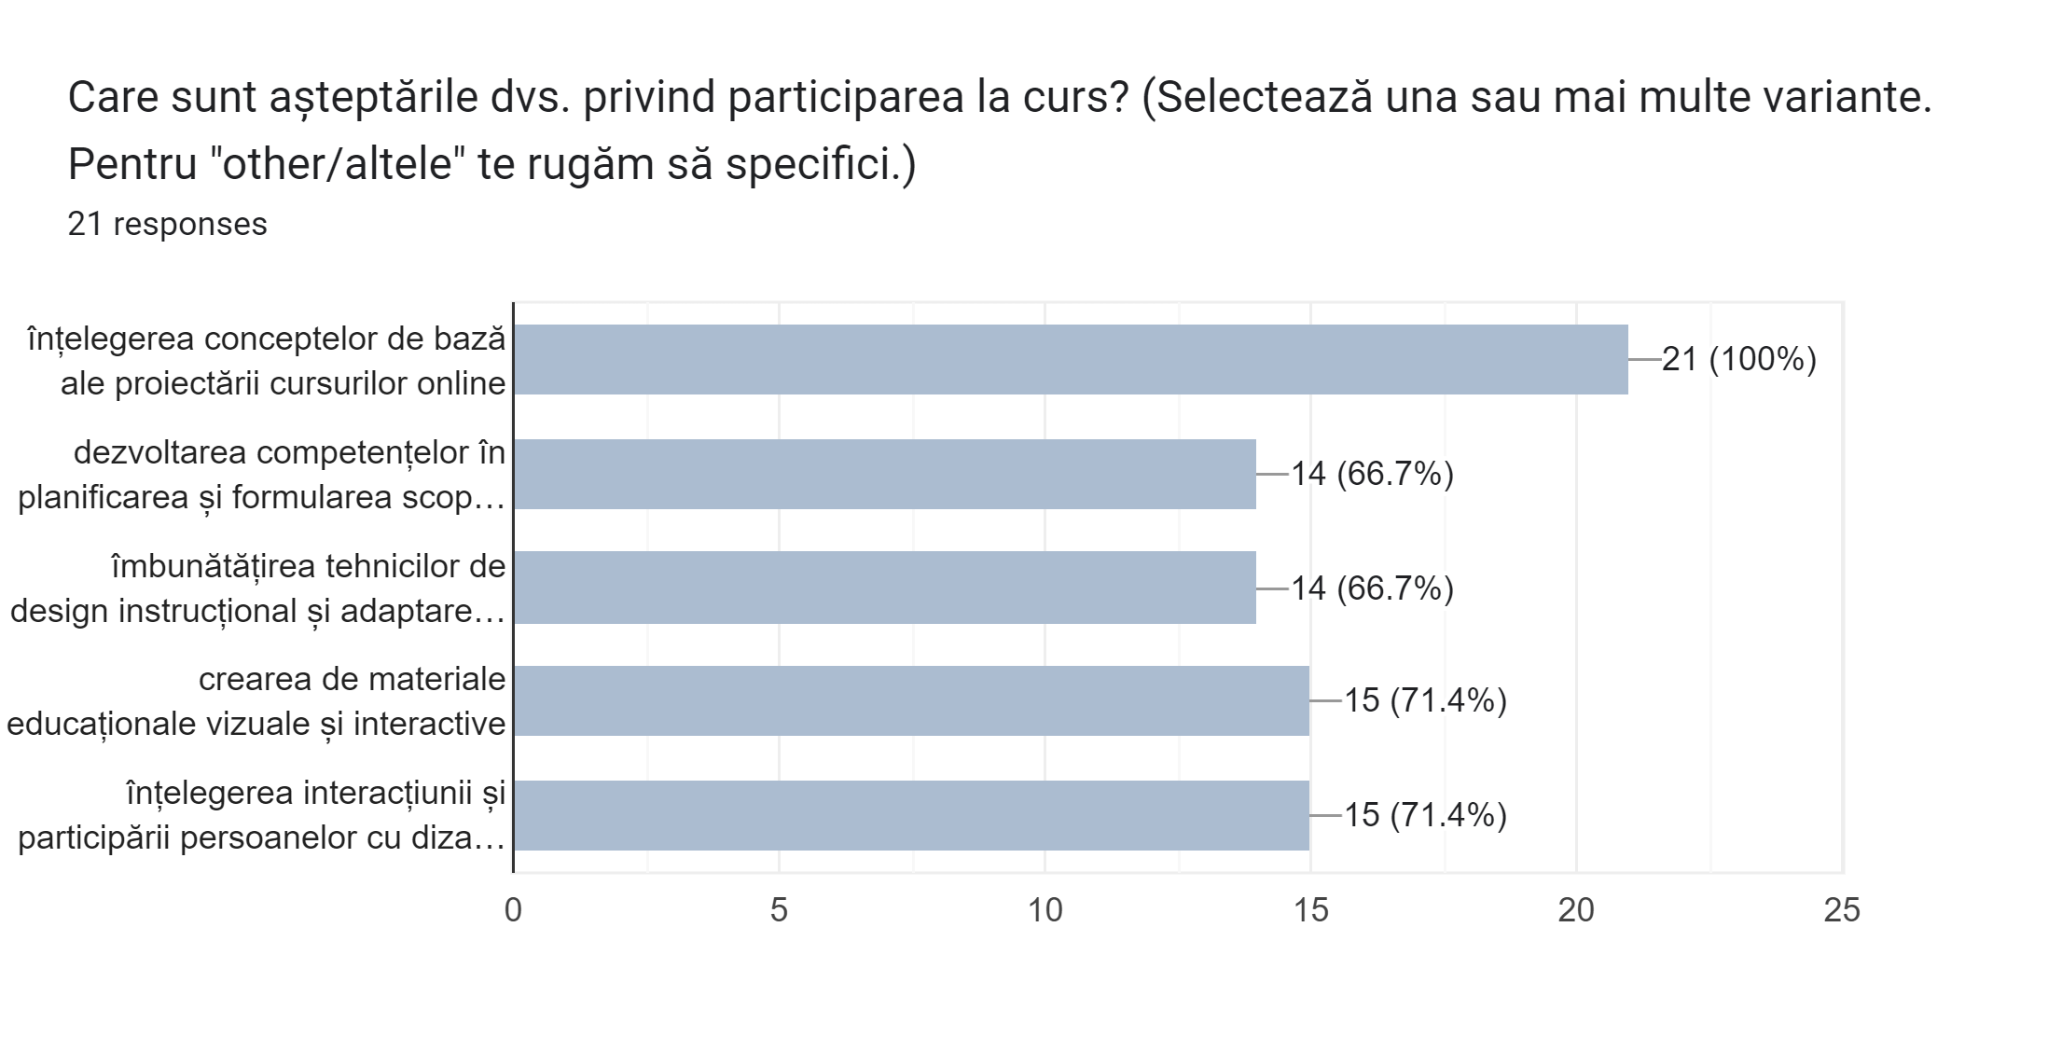 Care sunt așteptările dvs. privind participarea la curs? (Selectează una sau mai multe variante.
Pentru "other/altele" te rugăm să specifici.)
21 responses
înțelegerea conceptelor de bază
ale proiectării cursurilor online
21 (100%)
dezvoltarea competențelor în
planificarea și formularea scop…
14 (66.7%)
îmbunătățirea tehnicilor de
design instrucțional și adaptare…
14 (66.7%)
crearea de materiale
educaționale vizuale și interactive
15 (71.4%)
înțelegerea interacțiunii și
participării persoanelor cu diza…
15 (71.4%)
0 5 10 15 20 25